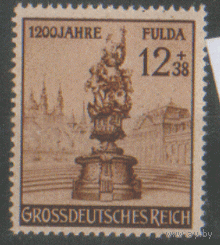 1200 JAHRE FULDA
12+38
GROSSDEUTSCHES REICH